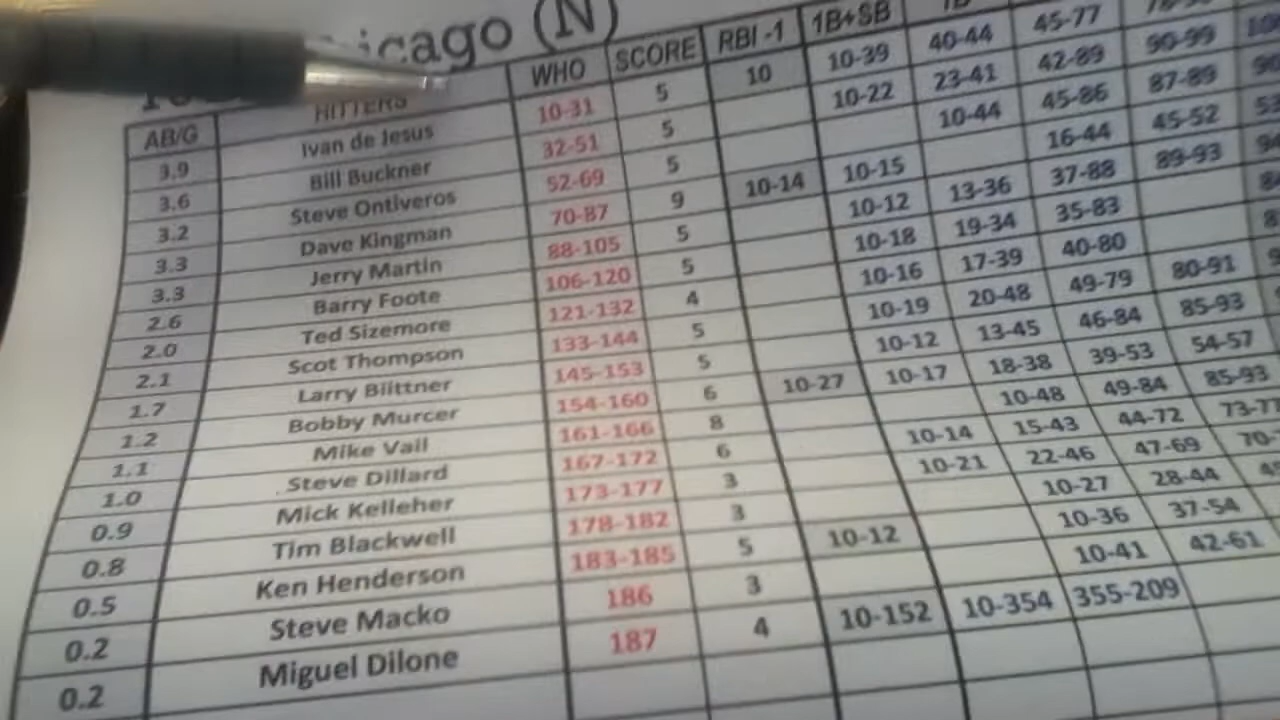 icago (N)
AB/G HITTERS WHO SCORE RBI -1 1B+SB
3.9 Ivan de Jesus 10-31 5 10 10-39 40-44 45-77
3.6 Bill Buckner 32-51 5 10-22 23-41 42-89 90-99
3.2 Steve Ontiveros 52-69 5 10-44 45-86 87-89
3.3 Dave Kingman 70-87 9 10-14 10-15 16-44 45-52
3.3 Jerry Martin 88-105 5 10-12 13-36 37-88 89-93
2.6 Barry Foote 106-120 5 10-18 19-34 35-83
2.0 Ted Sizemore 121-132 4 10-16 17-39 40-80
2.1 Scot Thompson 133-144 5 10-19 20-48 49-79 80-91
1.7 Larry Biittner 145-153 5 10-12 13-45 46-84 85-93
1.2 Bobby Murcer 154-160 6 10-27 10-17 18-38 39-53 54-57
1.1 Mike Vail 161-166 8 10-48 49-84 85-93
1.0 Steve Dillard 167-172 6 10-14 15-43 44-72 73-77
0.9 Mick Kelleher 173-177 3 10-21 22-46 47-69 70-
0.8 Tim Blackwell 178-182 3 10-27 28-44
0.5 Ken Henderson 183-185 5 10-12 10-36 37-54
0.2 Steve Macko 186 3 10-41 42-61
0.2 Miguel Dilone 187 4 10-152 10-354 355-209